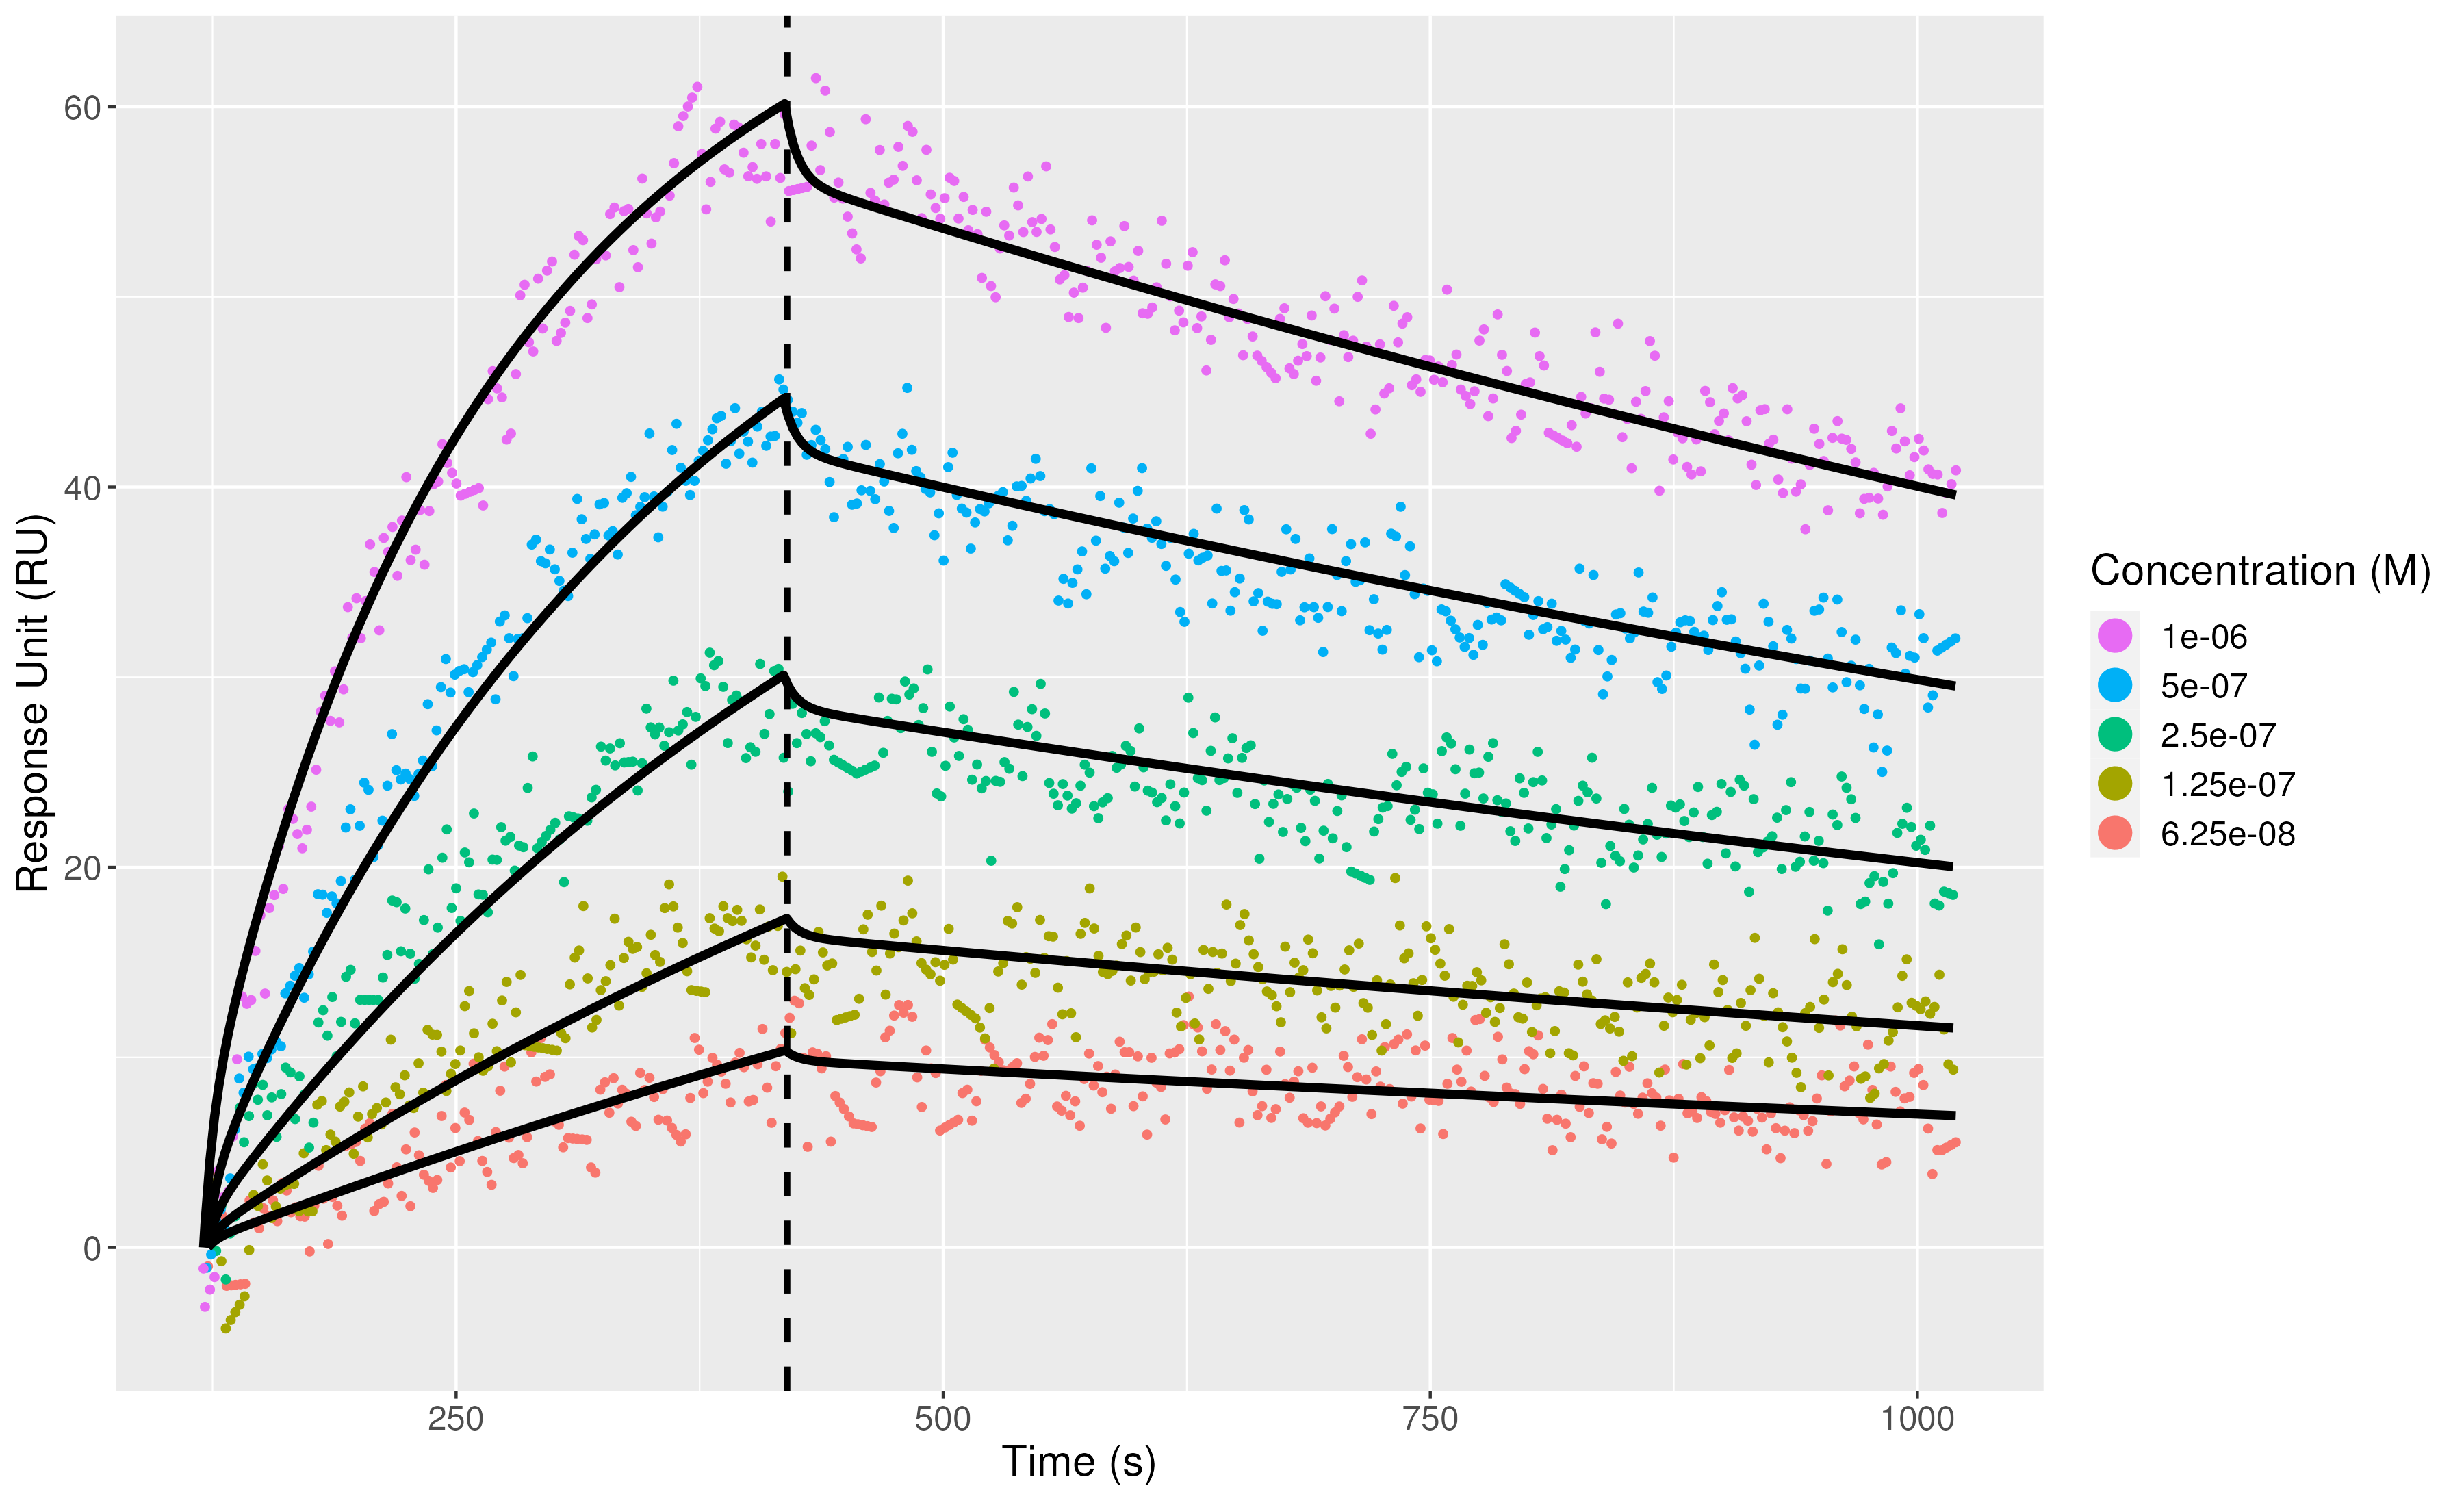 60
40
20
0
Response Unit (RU)
250
500
750
1000
Time (s)
Concentration (M)
1e-06
5e-07
2.5e-07
1.25e-07
6.25e-08